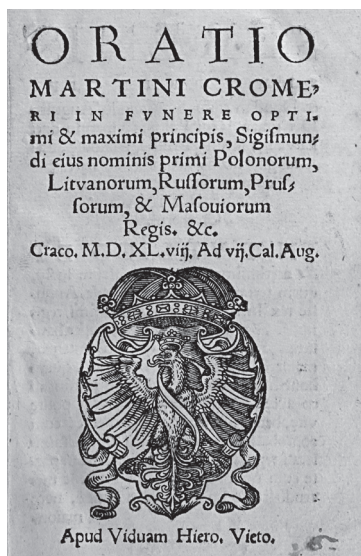 ORATIO
MARTINI CROME⸗
RI IN FVNERE OPTI⸗
mi & maximi principis, Sigismun⸗
di eius nominis primi Polonorum,
Litvanorum, Russorum, Prus⸗
sorum, & Masouiorum
Regis. &c.
Craco. M.D.XL.viij. Ad vij.Cal.Aug.
Apud Viduam Hiero. Vieto.